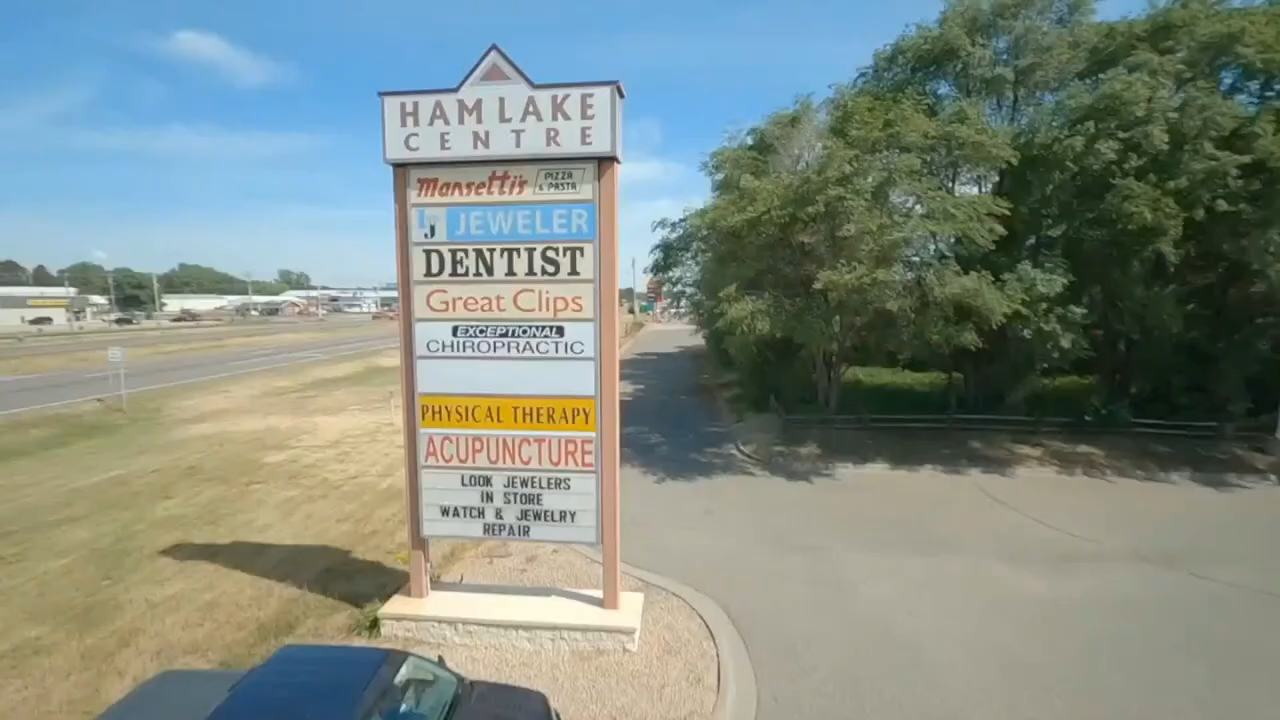 HAM LAKE
CENTRE
Mansetti's PIZZA & PASTA
LJ JEWELER
DENTIST
Great Clips
EXCEPTIONAL
CHIROPRACTIC
PHYSICAL THERAPY
ACUPUNCTURE
LOOK JEWELERS
IN STORE
WATCH & JEWELRY
REPAIR